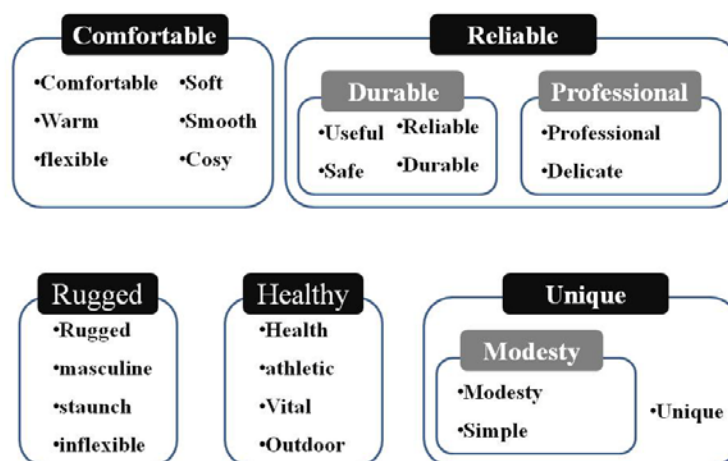 Comfortable
•Comfortable
•Soft
•Warm
•Smooth
•flexible
•Cosy
Reliable
Durable
•Useful
•Reliable
•Safe
•Durable
Professional
•Professional
•Delicate
Rugged
•Rugged
•masculine
•staunch
•inflexible
Healthy
•Health
•athletic
•Vital
•Outdoor
Unique
Modesty
•Modesty
•Simple
•Unique